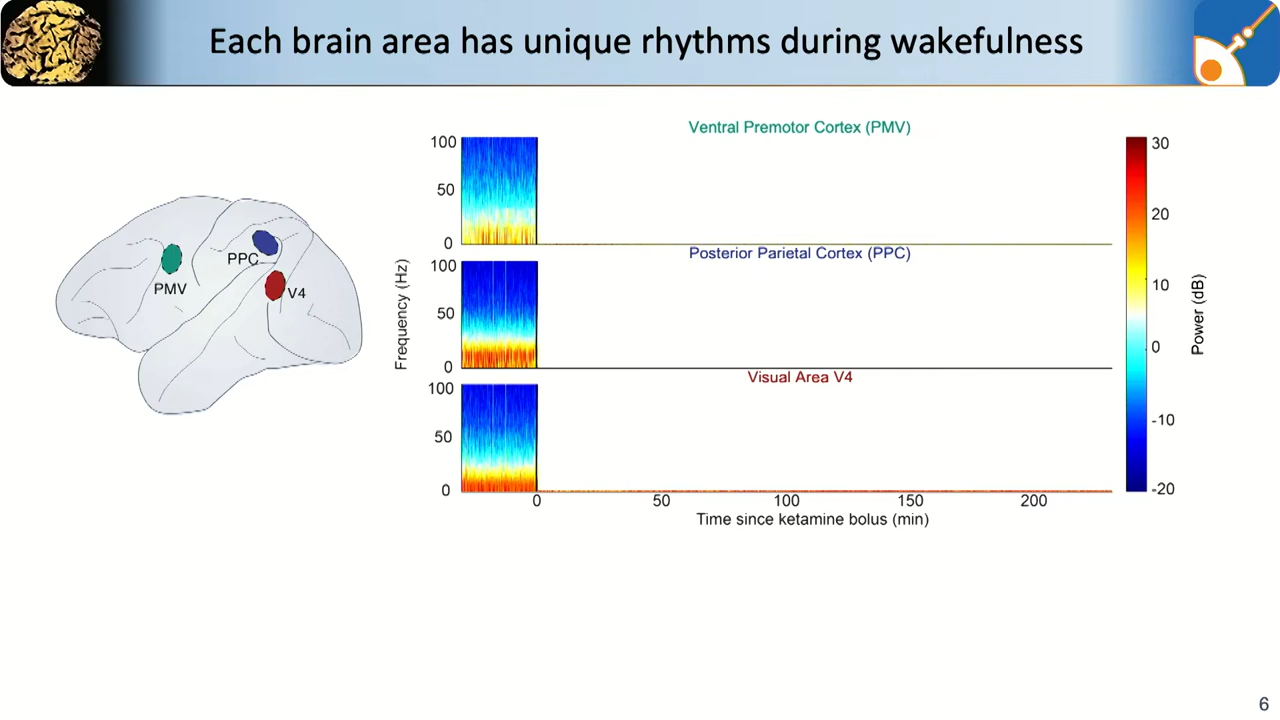 Each brain area has unique rhythms during wakefulness
PMV
PPC
V4
Frequency (Hz)
Ventral Premotor Cortex (PMV)
100
50
0
Posterior Parietal Cortex (PPC)
100
50
0
Visual Area V4
100
50
0
0 50 100 150 200
Time since ketamine bolus (min)
30
20
10
0
-10
-20
Power (dB)
6